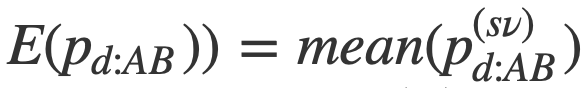 E(p_{d:AB})) = mean(p_{d:AB}^{(sν)})